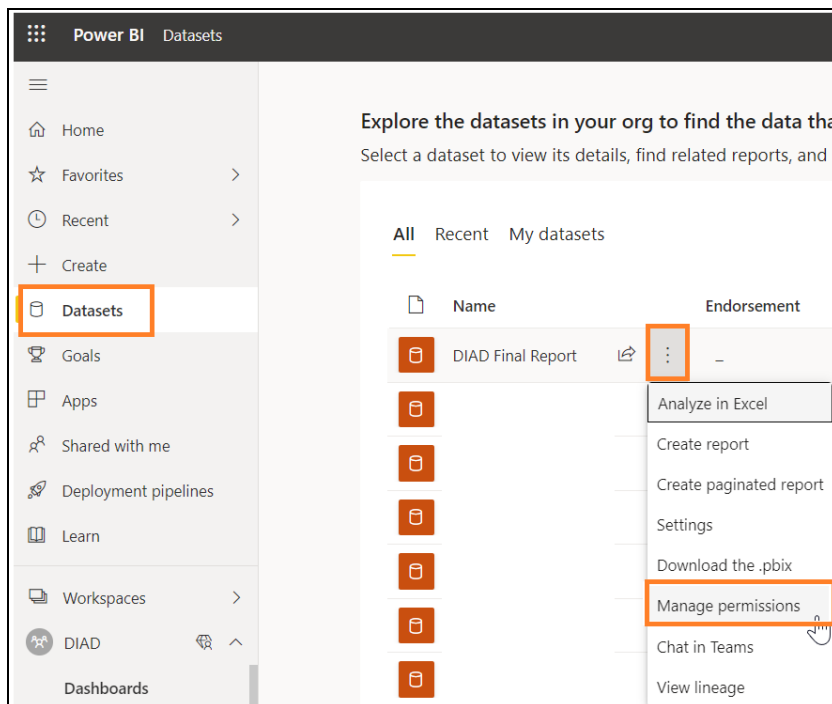 Power BI Datasets
Home
Favorites
Recent
Create
Datasets
Goals
Apps
Shared with me
Deployment pipelines
Learn
Workspaces
DIAD
Dashboards
Explore the datasets in your org to find the data tha
Select a dataset to view its details, find related reports, and
All Recent My datasets
Name Endorsement
DIAD Final Report –
Analyze in Excel
Create report
Create paginated report
Settings
Download the .pbix
Manage permissions
Chat in Teams
View lineage